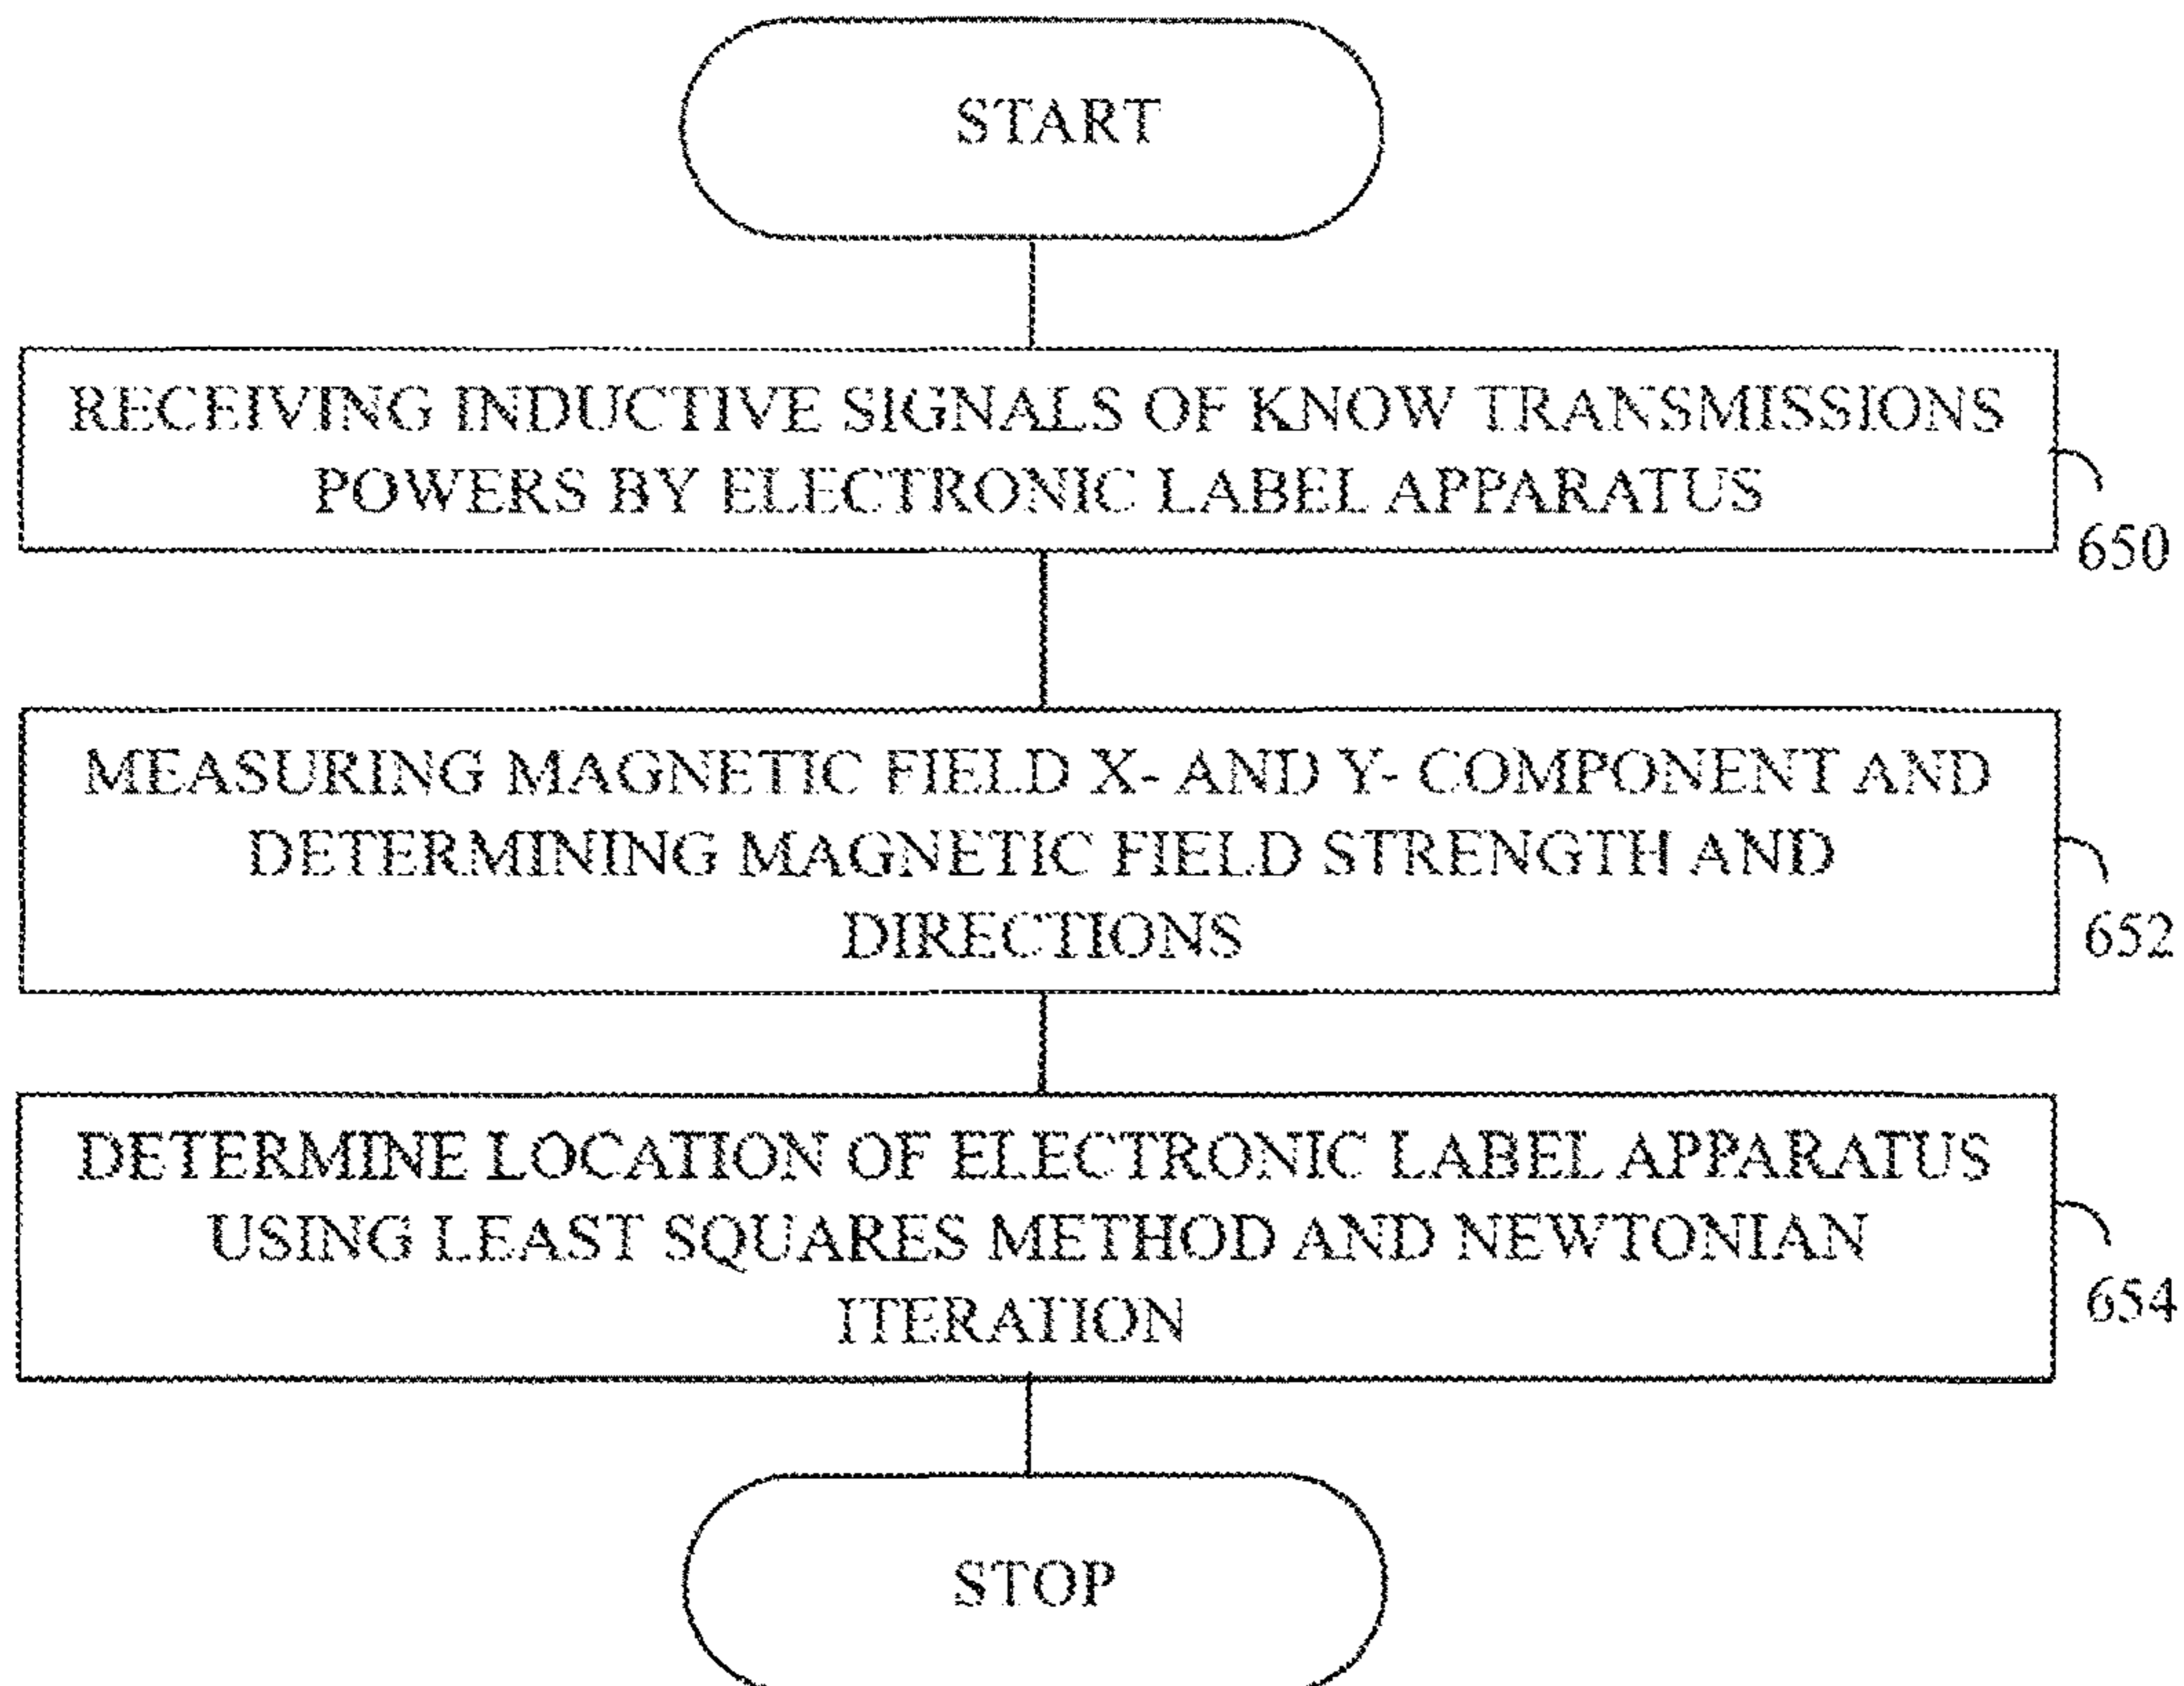 START
RECEIVING INDUCTIVE SIGNALS OF KNOW TRANSMISSIONS
POWERS BY ELECTRONIC LABEL APPARATUS
650
MEASURING MAGNETIC FIELD X- AND Y- COMPONENT AND
DETERMINING MAGNETIC FIELD STRENGTH AND
DIRECTIONS
652
DETERMINE LOCATION OF ELECTRONIC LABEL APPARATUS
USING LEAST SQUARES METHOD AND NEWTONIAN
ITERATION
654
STOP